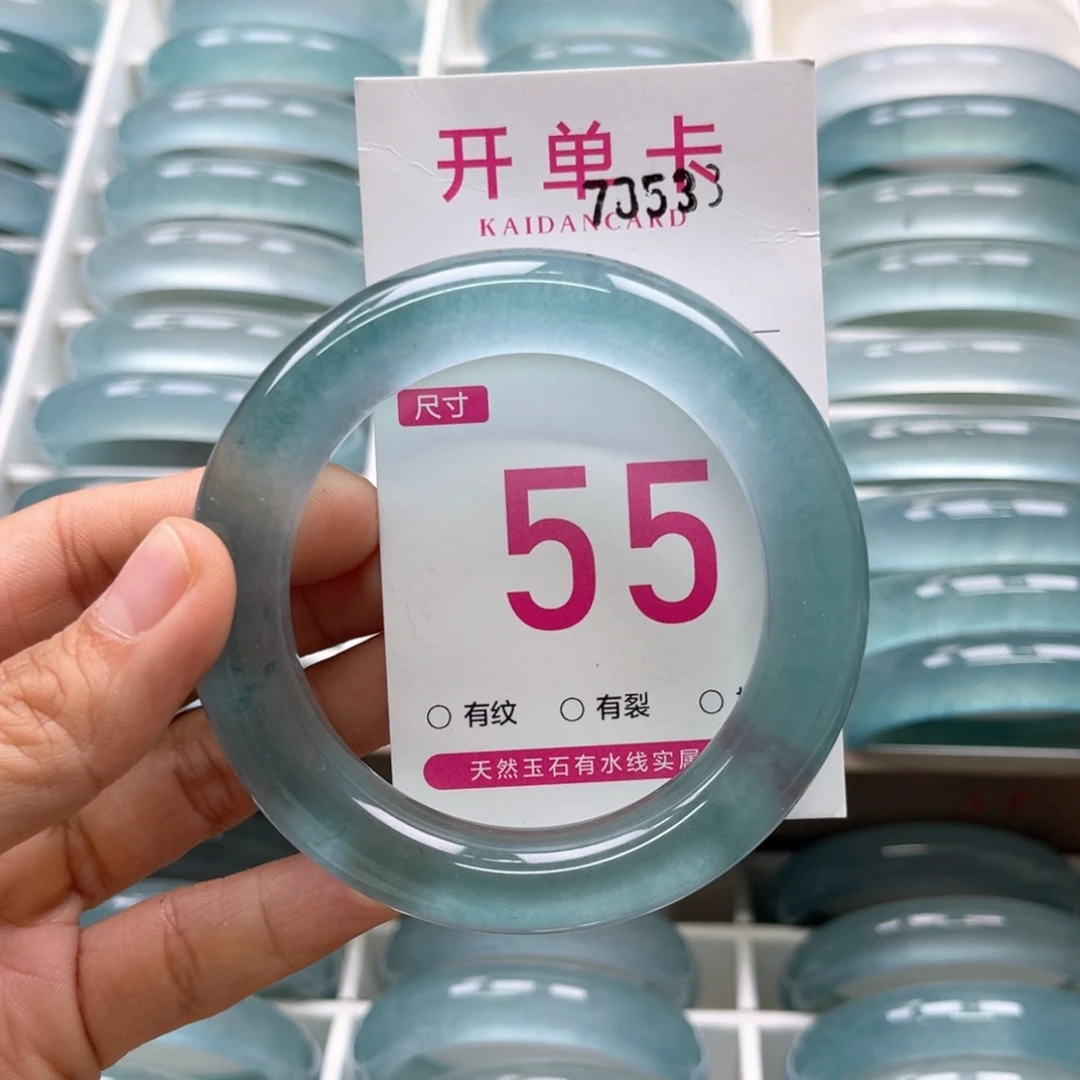 开单卡
70533
KAIDANCARD
尺寸
55
○ 有纹 ○ 有裂 ○
天然玉石有水线实属